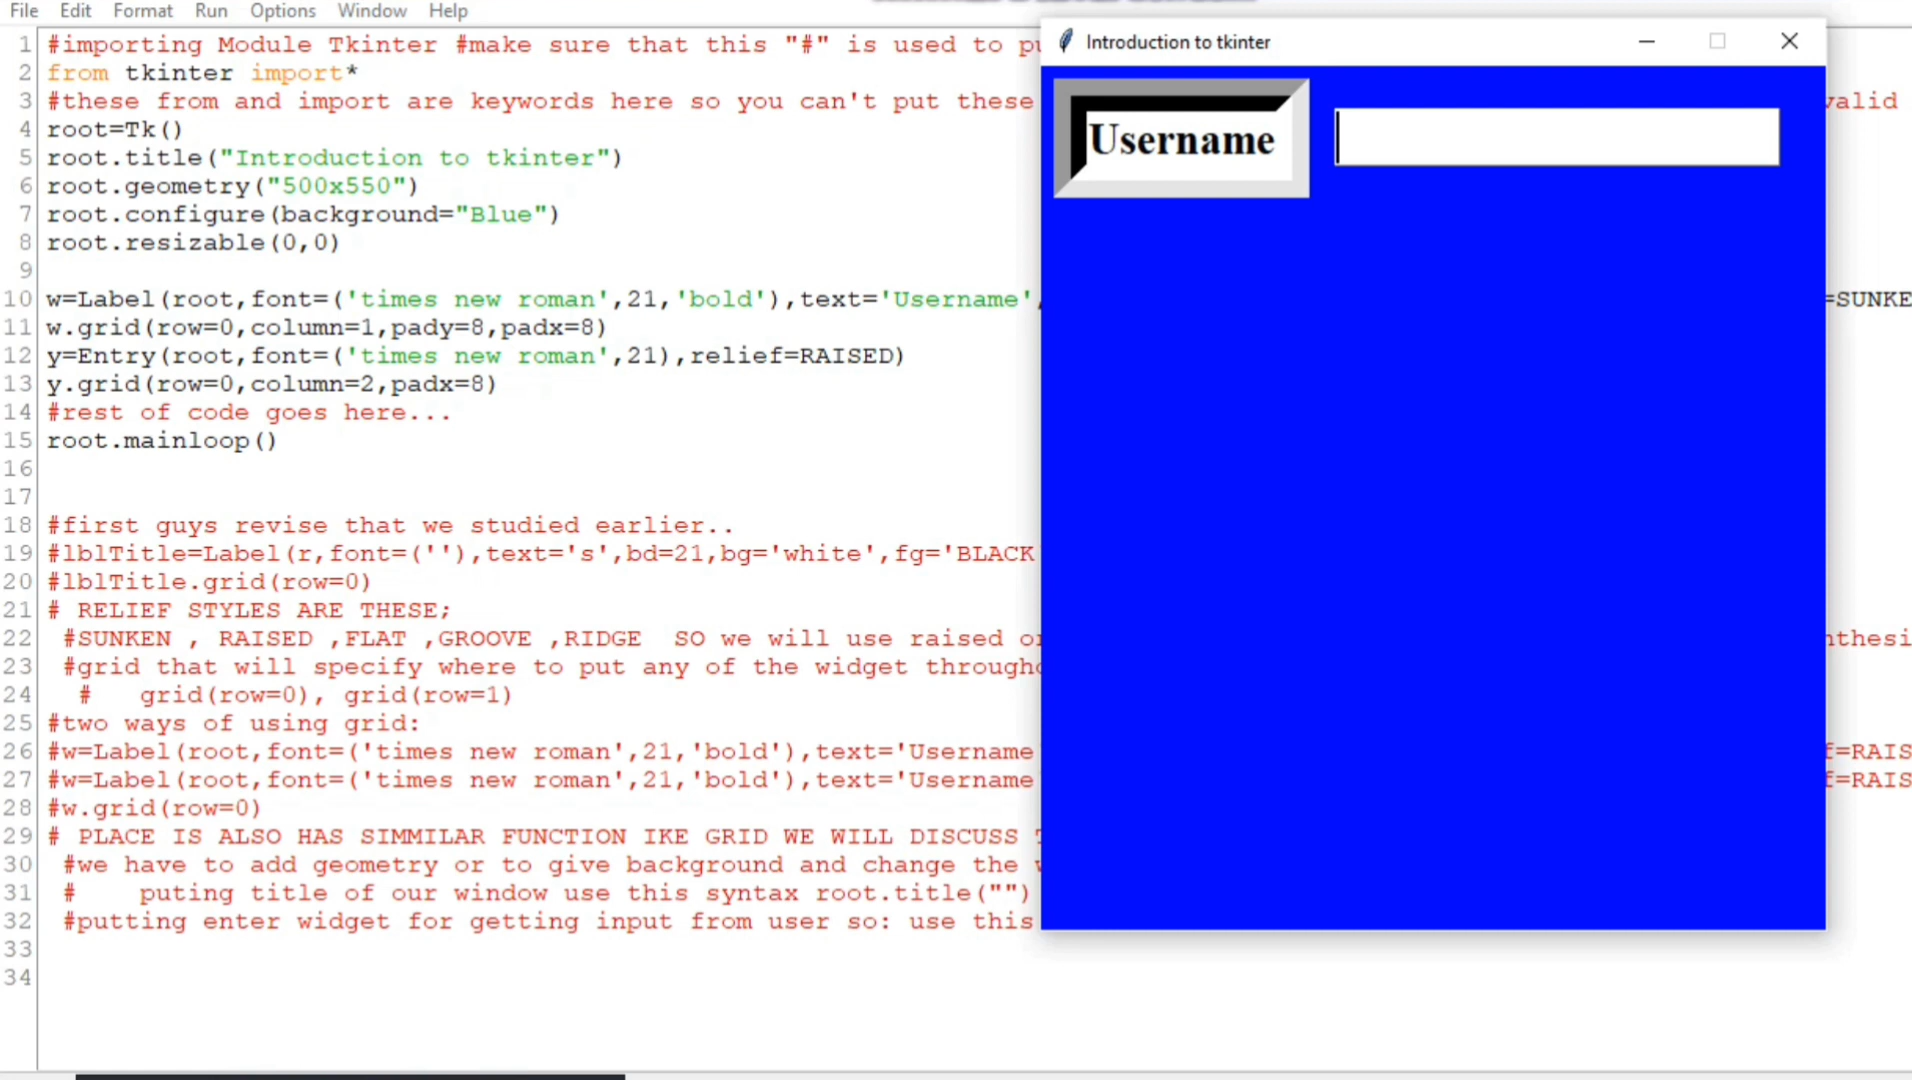 File Edit Format Run Options Window Help
1 #importing Module Tkinter #make sure that this "#" is used to
2 from tkinter import*
3 #these from and import are keywords here so you can't put these valid
4 root=Tk()
5 root.title("Introduction to tkinter")
6 root.geometry("500x550")
7 root.configure(background="Blue")
8 root.resizable(0,0)
9
10 w=Label(root,font=('times new roman',21,'bold'),text='Username', =SUNKE
11 w.grid(row=0,column=1,pady=8,padx=8)
12 y=Entry(root,font=('times new roman',21),relief=RAISED)
13 y.grid(row=0,column=2,padx=8)
14 #rest of code goes here...
15 root.mainloop()
16
17
18 #first guys revise that we studied earlier..
19 #lblTitle=Label(r,font=(''),text='s',bd=21,bg='white',fg='BLACK
20 #lblTitle.grid(row=0)
21 # RELIEF STYLES ARE THESE;
22 #SUNKEN , RAISED ,FLAT ,GROOVE ,RIDGE SO we will use raised or nthesi
23 #grid that will specify where to put any of the widget through
24 # grid(row=0), grid(row=1)
25 #two ways of using grid:
26 #w=Label(root,font=('times new roman',21,'bold'),text='Username f=RAIS
27 #w=Label(root,font=('times new roman',21,'bold'),text='Username f=RAIS
28 #w.grid(row=0)
29 # PLACE IS ALSO HAS SIMMILAR FUNCTION IKE GRID WE WILL DISCUSS
30 #we have to add geometry or to give background and change the
31 # puting title of our window use this syntax root.title("")
32 #putting enter widget for getting input from user so: use this
33
34
Introduction to tkinter
Username